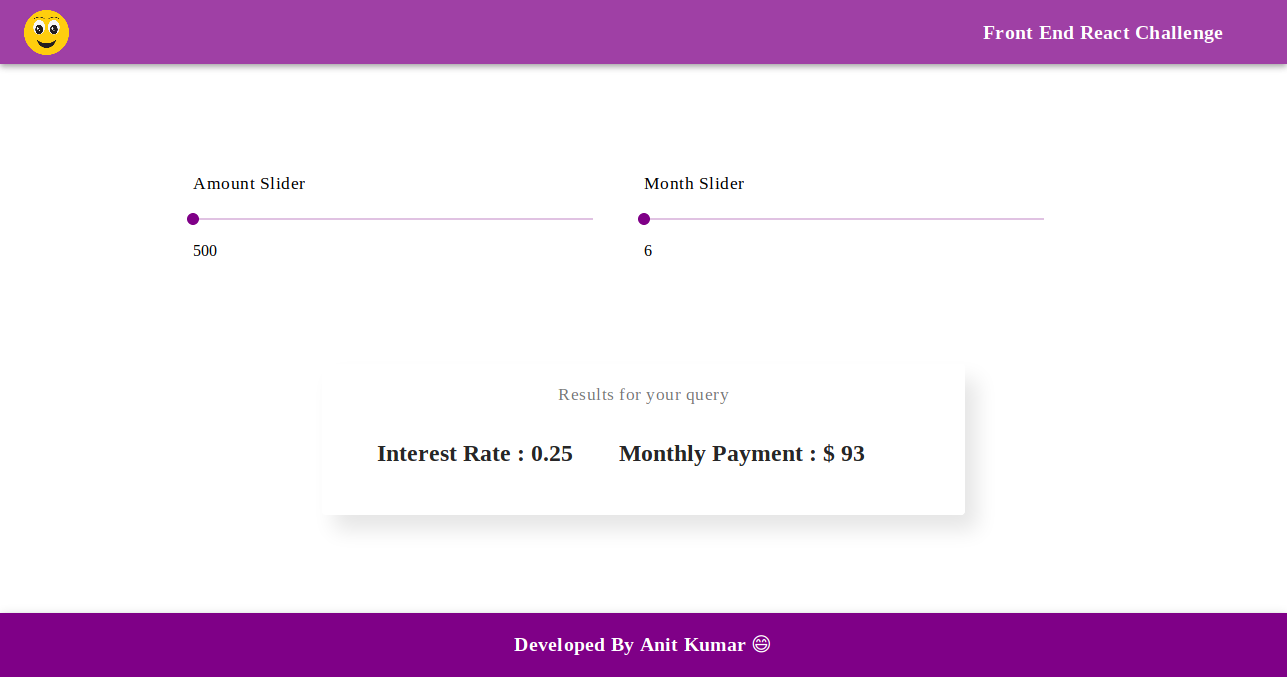 Front End React Challenge
Amount Slider
Month Slider
500
6
Results for your query
Interest Rate : 0.25
Monthly Payment : $ 93
Developed By Anit Kumar 😄